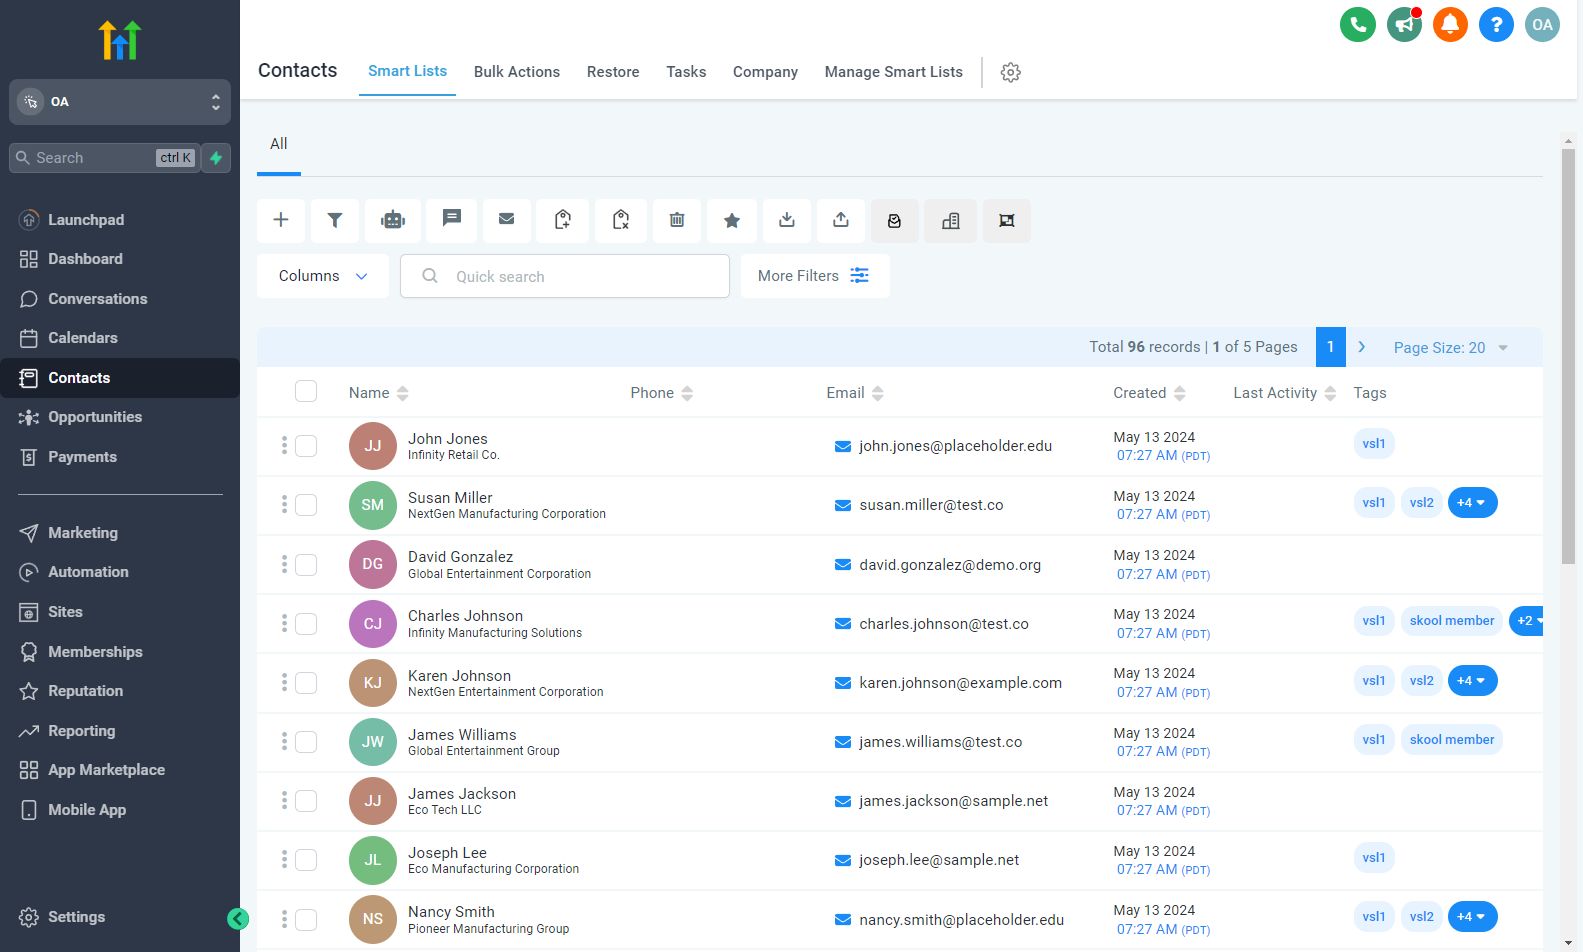 OA
Contacts
Smart Lists
Bulk Actions
Restore
Tasks
Company
Manage Smart Lists
OA
Search
ctrl K
Launchpad
Dashboard
Conversations
Calendars
Contacts
Opportunities
Payments
Marketing
Automation
Sites
Memberships
Reputation
Reporting
App Marketplace
Mobile App
Settings
All
Columns
Quick search
More Filters
Total 96 records | 1 of 5 Pages
1
Page Size: 20
Name
Phone
Email
Created
Last Activity
Tags
JJ
John Jones
Infinity Retail Co.
john.jones@placeholder.edu
May 13 2024
07:27 AM (PDT)
vsl1
SM
Susan Miller
NextGen Manufacturing Corporation
susan.miller@test.co
May 13 2024
07:27 AM (PDT)
vsl1
vsl2
+4
DG
David Gonzalez
Global Entertainment Corporation
david.gonzalez@demo.org
May 13 2024
07:27 AM (PDT)
CJ
Charles Johnson
Infinity Manufacturing Solutions
charles.johnson@test.co
May 13 2024
07:27 AM (PDT)
vsl1
skool member
+2
KJ
Karen Johnson
NextGen Entertainment Corporation
karen.johnson@example.com
May 13 2024
07:27 AM (PDT)
vsl1
vsl2
+4
JW
James Williams
Global Entertainment Group
james.williams@test.co
May 13 2024
07:27 AM (PDT)
vsl1
skool member
JJ
James Jackson
Eco Tech LLC
james.jackson@sample.net
May 13 2024
07:27 AM (PDT)
JL
Joseph Lee
Eco Manufacturing Corporation
joseph.lee@sample.net
May 13 2024
07:27 AM (PDT)
vsl1
NS
Nancy Smith
Pioneer Manufacturing Group
nancy.smith@placeholder.edu
May 13 2024
07:27 AM (PDT)
vsl1
vsl2
+4